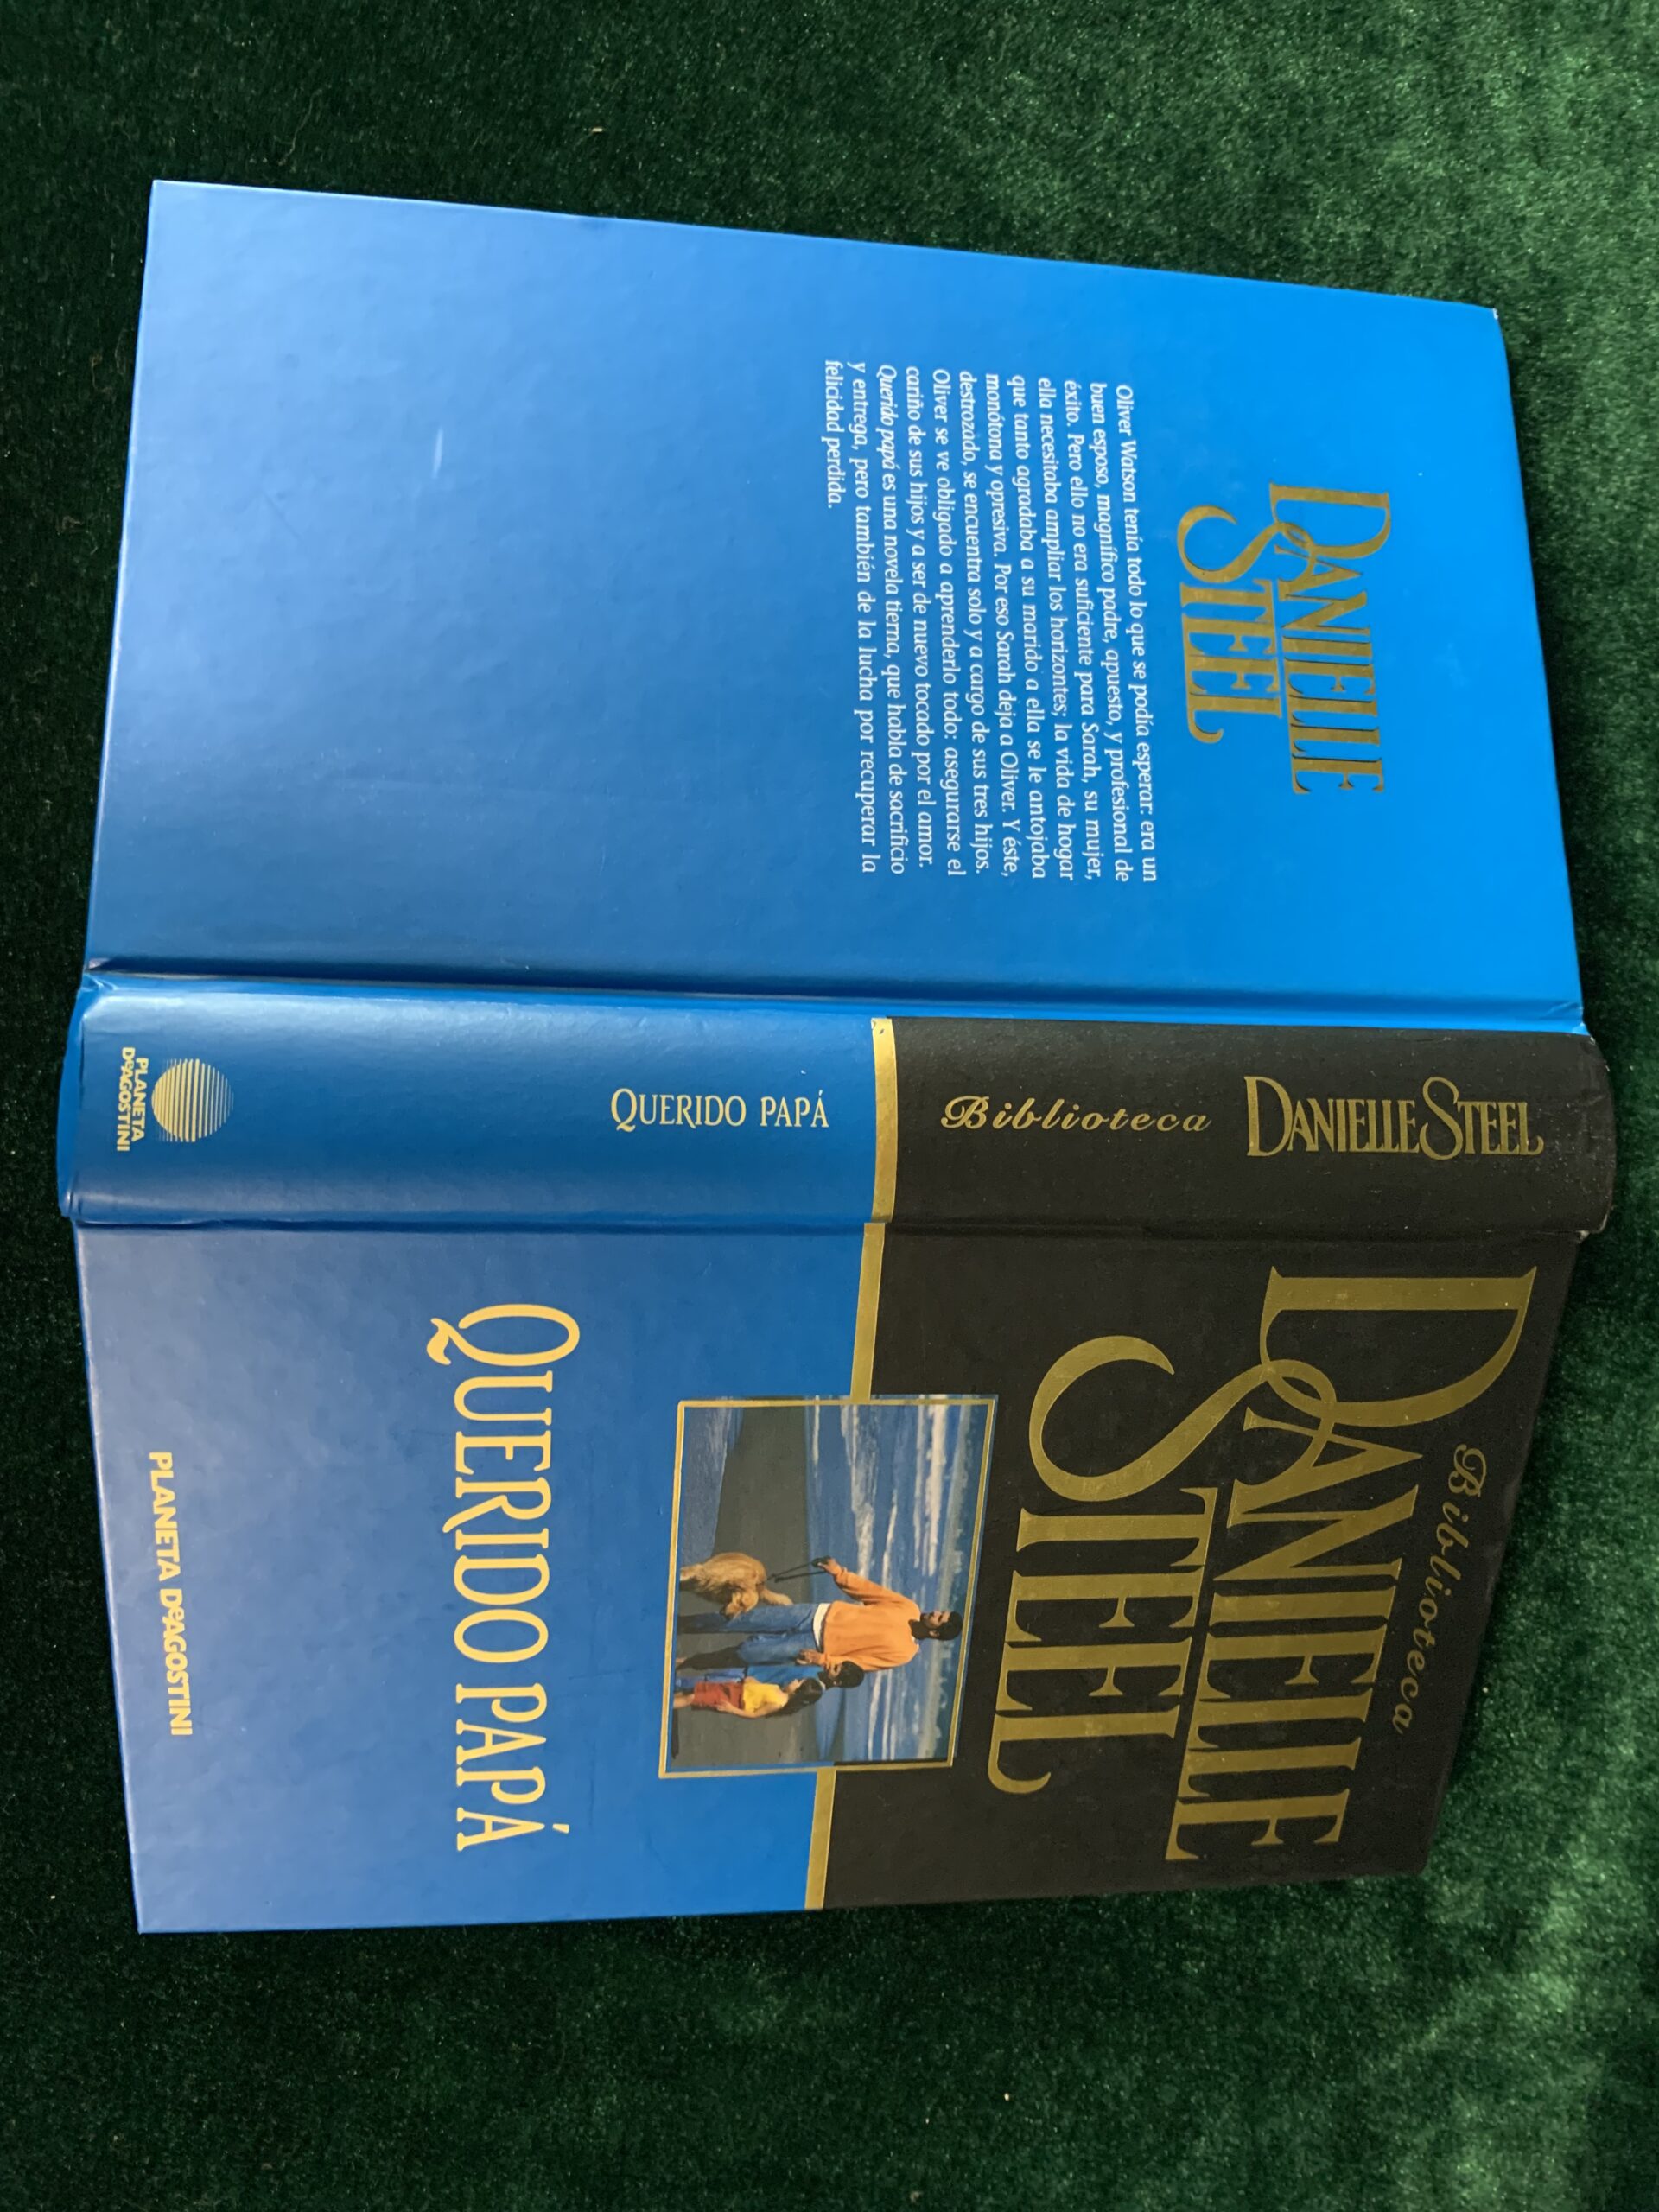 DANIELLE
STEEL
Oliver Watson tenía todo lo que se podía esperar: era un
buen esposo, magnífico padre, apuesto, y profesional de
éxito. Pero ello no era suficiente para Sarah, su mujer,
ella necesitaba ampliar los horizontes; la vida de hogar
que tanto agradaba a su marido a ella se le antojaba
monótona y opresiva. Por eso Sarah deja a Oliver. Y éste,
destrozado, se encuentra solo y a cargo de sus tres hijos.
Oliver se ve obligado a aprenderlo todo: asegurarse el
cariño de sus hijos y a ser de nuevo tocado por el amor.
Querido papá es una novela tierna, que habla de sacrificio
y entrega, pero también de la lucha por recuperar la
felicidad perdida.
DANIELLE STEEL
Biblioteca
QUERIDO PAPÁ
PLANETA
DeAGOSTINI
Biblioteca
DANIELLE
STEEL
QUERIDO PAPÁ
PLANETA DeAGOSTINI